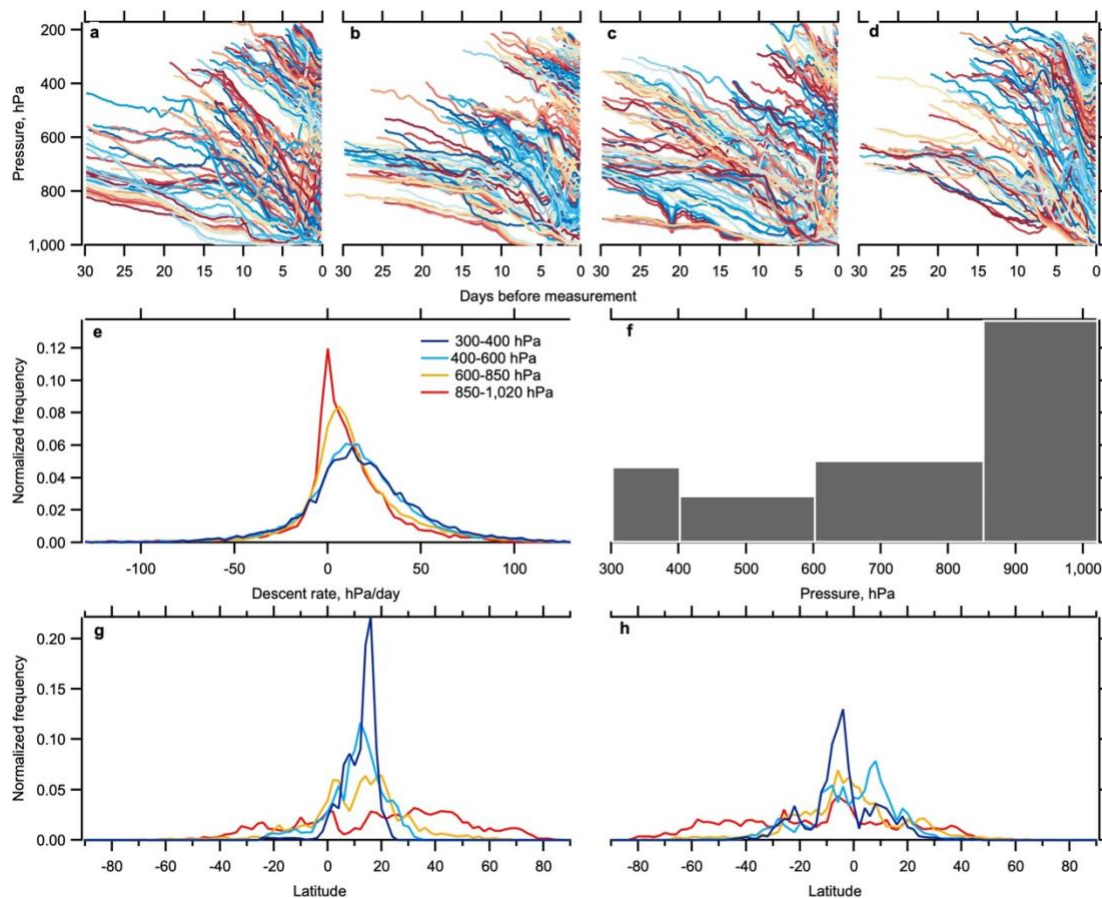 a
b
c
d
200
400
600
800
1,000
Pressure, hPa
30 25 20 15 10 5 0
30 25 20 15 10 5 0
30 25 20 15 10 5 0
30 25 20 15 10 5 0
Days before measurement
e
300-400 hPa
400-600 hPa
600-850 hPa
850-1,020 hPa
0.12
0.10
0.08
0.06
0.04
0.02
0.00
Normalized frequency
-100 -50 0 50 100
Descent rate, hPa/day
f
300 400 500 600 700 800 900 1,000
Pressure, hPa
g
0.20
0.15
0.10
0.05
0.00
Normalized frequency
-80 -60 -40 -20 0 20 40 60 80
Latitude
h
-80 -60 -40 -20 0 20 40 60 80
Latitude